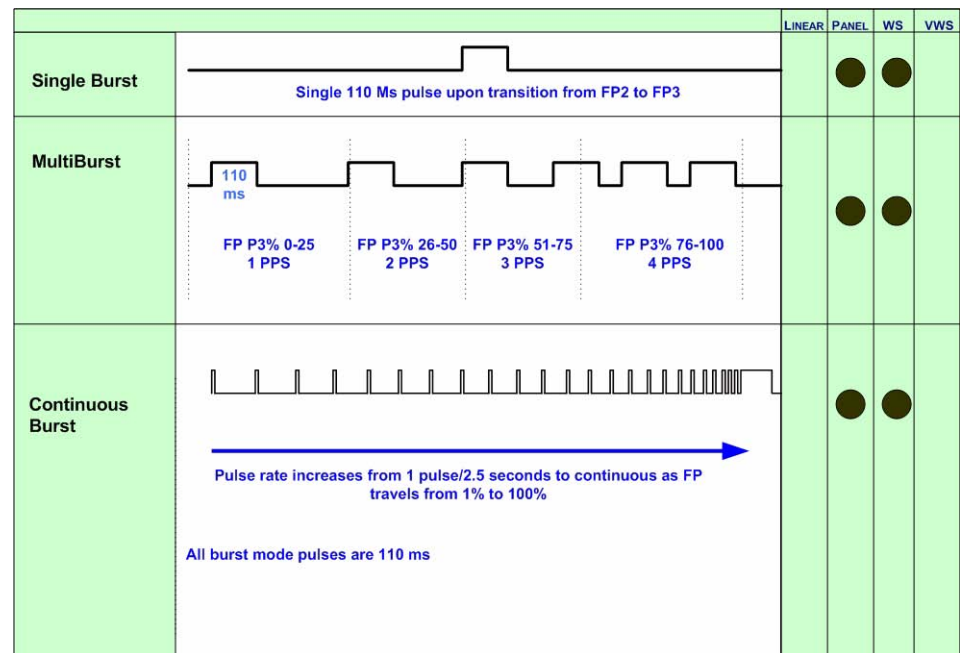 LINEAR PANEL WS VWS
Single Burst
Single 110 Ms pulse upon transition from FP2 to FP3
MultiBurst
110
ms
FP P3% 0-25 FP P3% 26-50 FP P3% 51-75 FP P3% 76-100
1 PPS 2 PPS 3 PPS 4 PPS
Continuous
Burst
Pulse rate increases from 1 pulse/2.5 seconds to continuous as FP
travels from 1% to 100%
All burst mode pulses are 110 ms